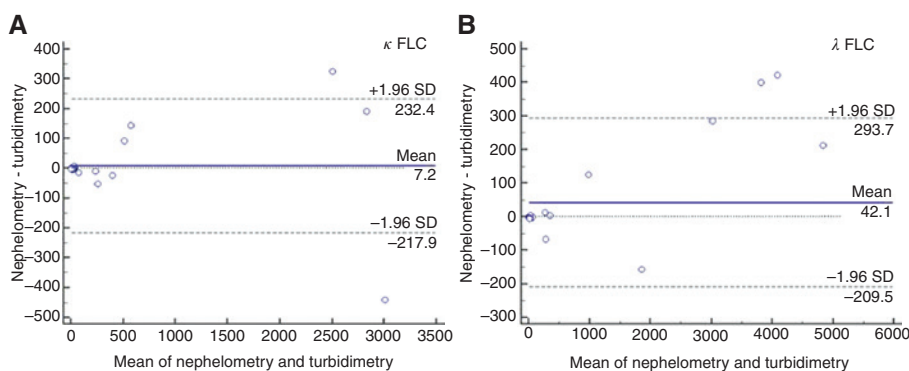 A
κ FLC
400
300
200
100
0
−100
−200
−300
−400
−500
Nephelometry - turbidimetry
+1.96 SD
232.4
Mean
7.2
−1.96 SD
−217.9
0 500 1000 1500 2000 2500 3000 3500
Mean of nephelometry and turbidimetry
B
λ FLC
500
400
300
200
100
0
−100
−200
−300
Nephelometry - turbidimetry
+1.96 SD
293.7
Mean
42.1
−1.96 SD
−209.5
0 1000 2000 3000 4000 5000 6000
Mean of nephelometry and turbidimetry